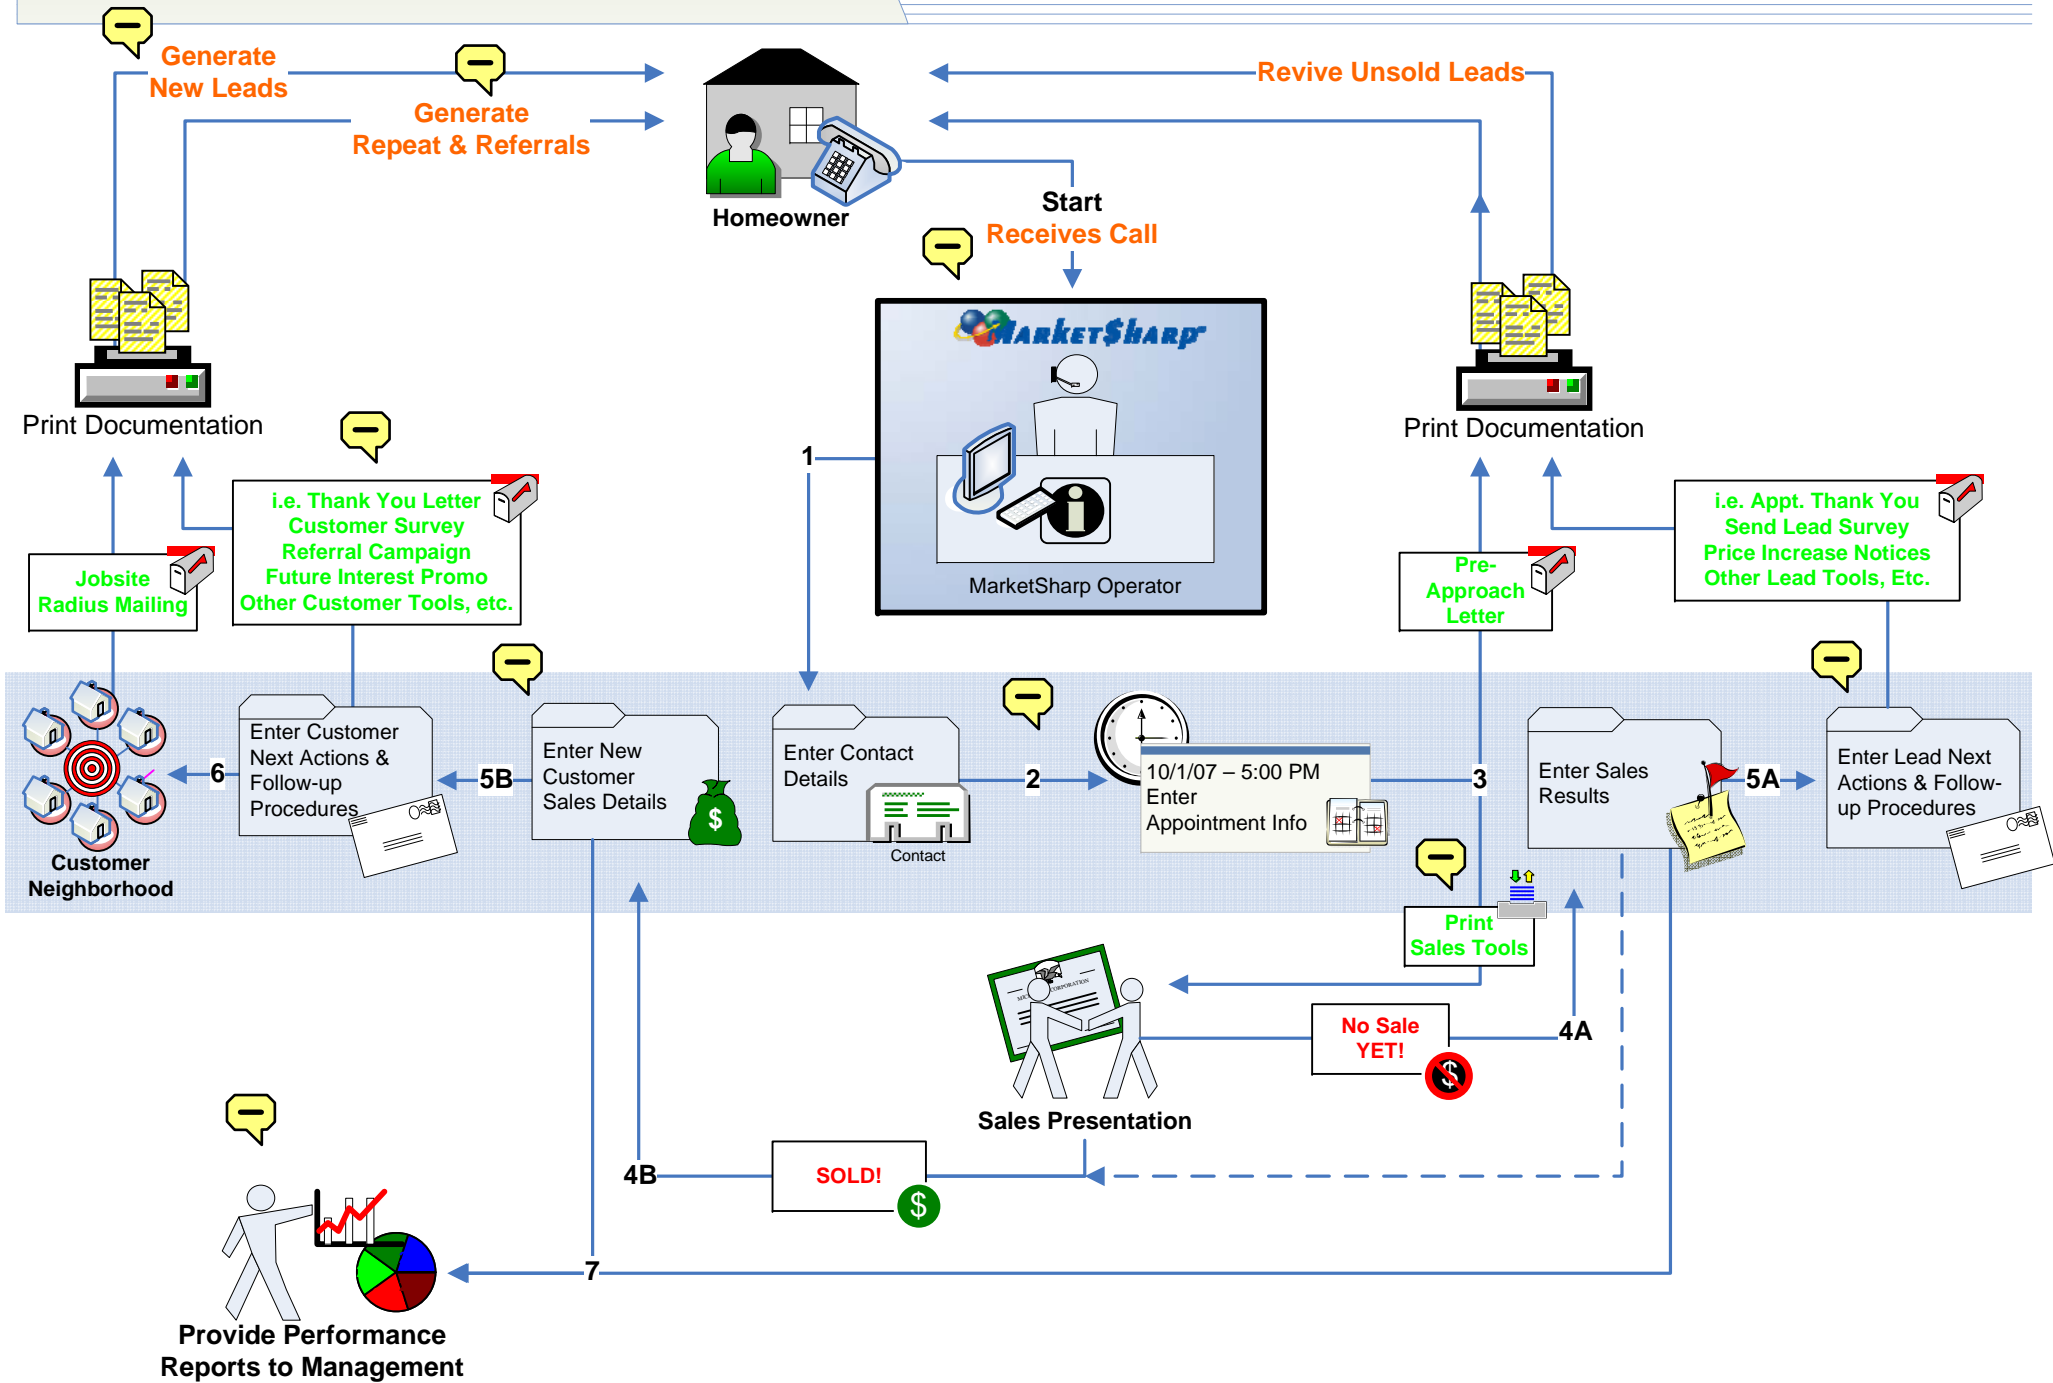 Generate
New Leads
Generate
Repeat & Referrals
Revive Unsold Leads
Homeowner
Start
Receives Call
MARKET$HARP
MarketSharp Operator
Print Documentation
Print Documentation
1
i.e. Thank You Letter
Customer Survey
Referral Campaign
Future Interest Promo
Other Customer Tools, etc.
Jobsite
Radius Mailing
Pre-
Approach
Letter
i.e. Appt. Thank You
Send Lead Survey
Price Increase Notices
Other Lead Tools, Etc.
Customer
Neighborhood
6
Enter Customer
Next Actions &
Follow-up
Procedures
5B
Enter New
Customer
Sales Details
$
Enter Contact
Details
Contact
2
10/1/07 – 5:00 PM
Enter
Appointment Info
3
Enter Sales
Results
5A
Enter Lead Next
Actions & Follow-
up Procedures
Print
Sales Tools
CORPORATION
Sales Presentation
No Sale
YET!
$
4A
4B
SOLD!
$
7
Provide Performance
Reports to Management